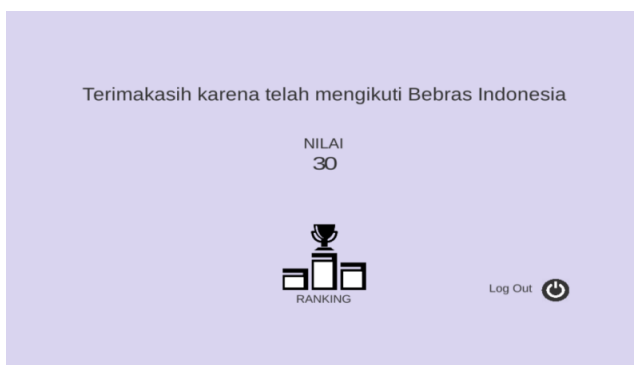 Terimakasih karena telah mengikuti Bebras Indonesia
NILAI
30
RANKING
Log Out